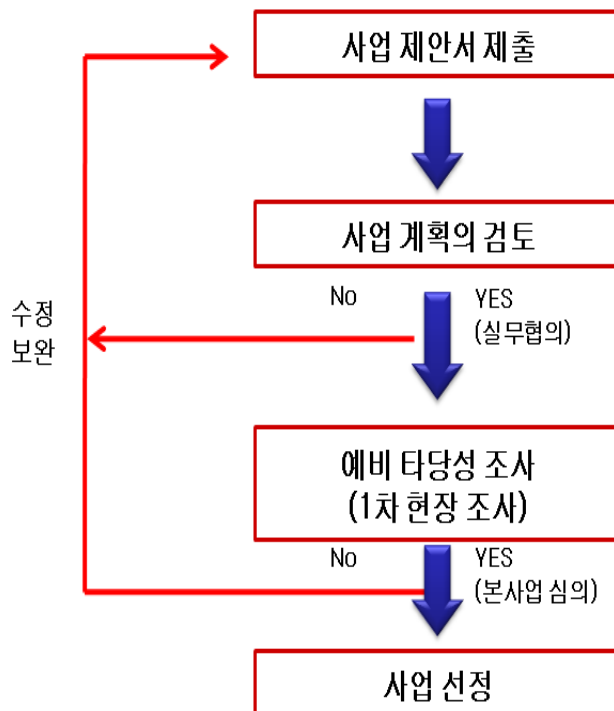 사업 제안서 제출
사업 계획의 검토
No
YES
(실무협의)
수정
보완
예비 타당성 조사
(1차 현장 조사)
No
YES
(본사업 심의)
사업 선정